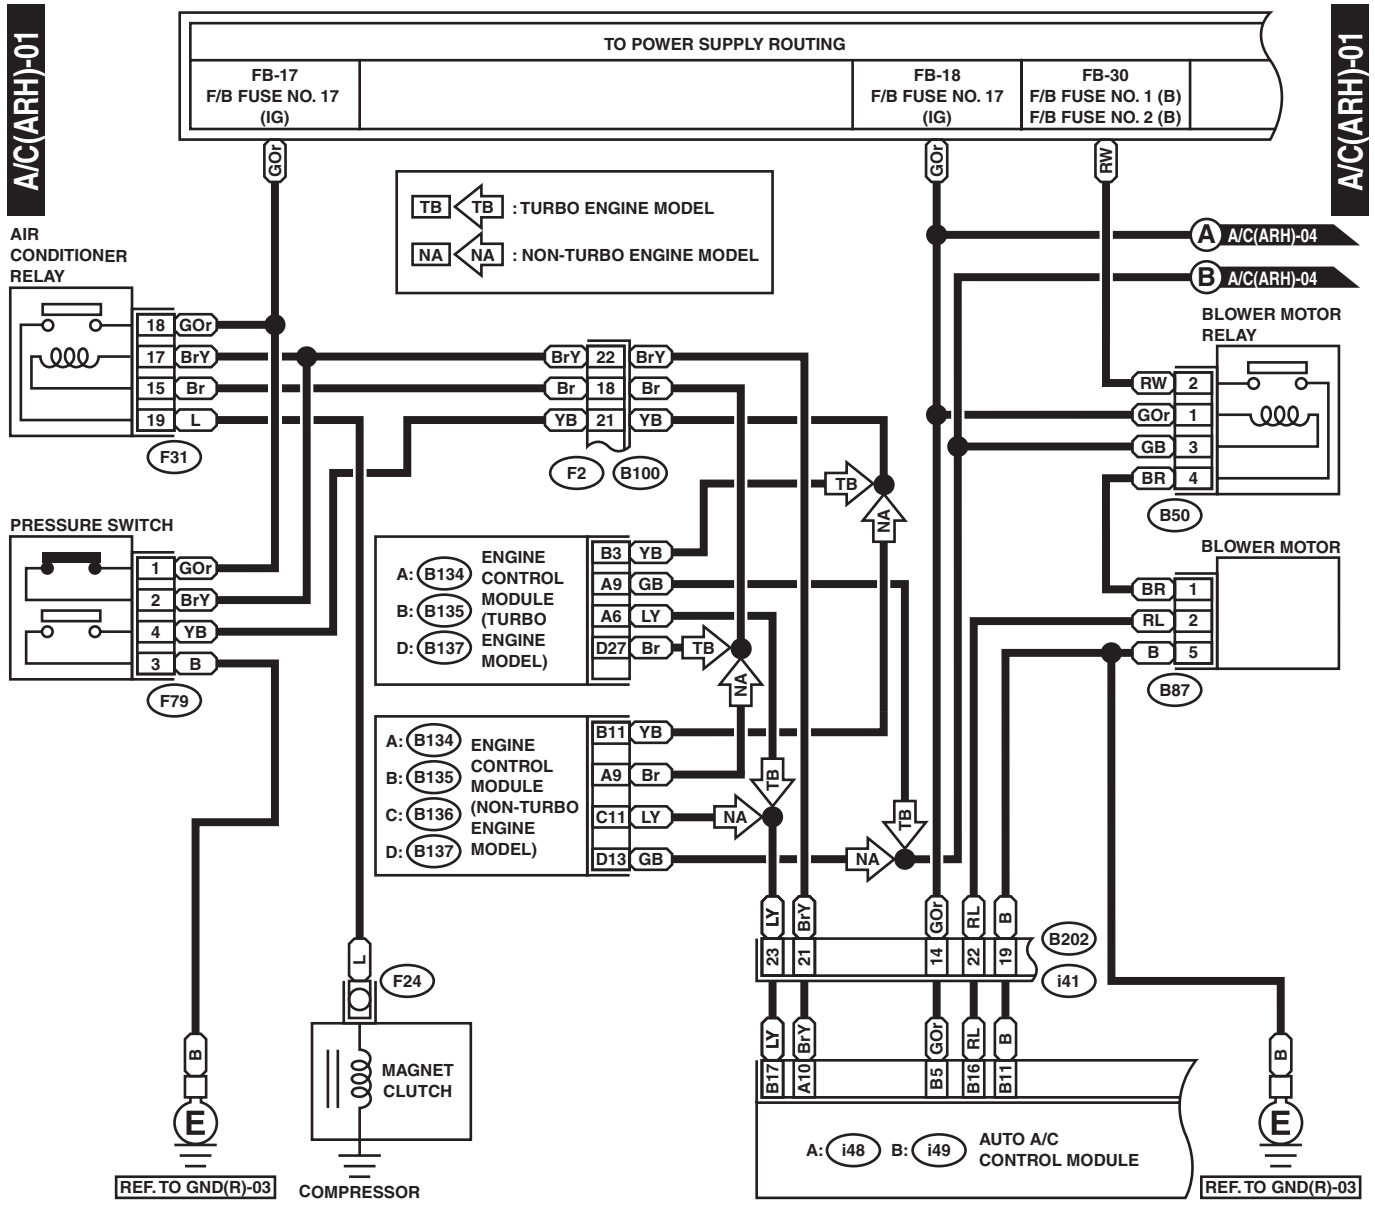 A/C(ARH)-01
A/C(ARH)-01
TO POWER SUPPLY ROUTING
FB-17
F/B FUSE NO. 17
(IG)
FB-18
F/B FUSE NO. 17
(IG)
FB-30
F/B FUSE NO. 1 (B)
F/B FUSE NO. 2 (B)
GOr
GOr
RW
TB TB : TURBO ENGINE MODEL
NA NA : NON-TURBO ENGINE MODEL
A A/C(ARH)-04
B A/C(ARH)-04
AIR
CONDITIONER
RELAY
18 GOr
17 BrY
15 Br
19 L
F31
BrY 22 BrY
Br 18 Br
YB 21 YB
F2 B100
BLOWER MOTOR
RELAY
RW 2
GOr 1
GB 3
BR 4
B50
PRESSURE SWITCH
1 GOr
2 BrY
4 YB
3 B
F79
TB
NA
A: B134
B: B135
D: B137
ENGINE
CONTROL
MODULE
(TURBO
ENGINE
MODEL)
B3 YB
A9 GB
A6 LY
D27 Br
TB
NA
BLOWER MOTOR
BR 1
RL 2
B 5
B87
A: B134
B: B135
C: B136
D: B137
ENGINE
CONTROL
MODULE
(NON-TURBO
ENGINE
MODEL)
B11 YB
A9 Br
C11 LY
D13 GB
TB
NA
TB
NA
LY BrY GOr RL B
23 21 14 22 19
B202
i41
LY BrY GOr RL B
B17 A10 B5 B16 B11
A: i48 B: i49
AUTO A/C
CONTROL MODULE
L
F24
MAGNET
CLUTCH
COMPRESSOR
B
E
REF. TO GND(R)-03
B
E
REF. TO GND(R)-03